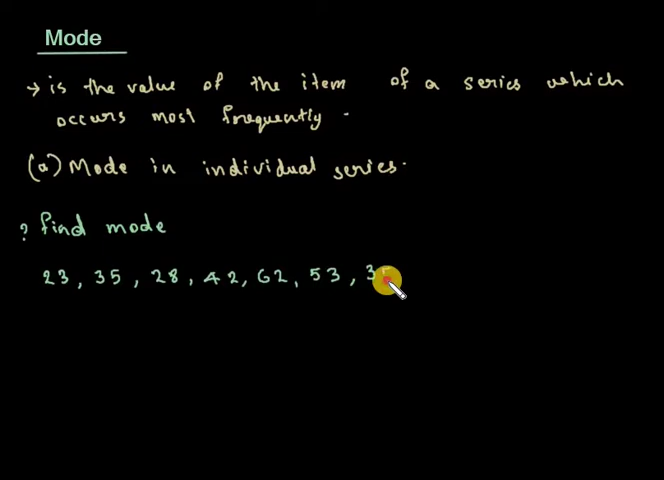 Mode
→ is the value of the item of a series which
occurs most frequently.
(a) Mode in individual series.
? find mode
23, 35, 28, 42, 62, 53,